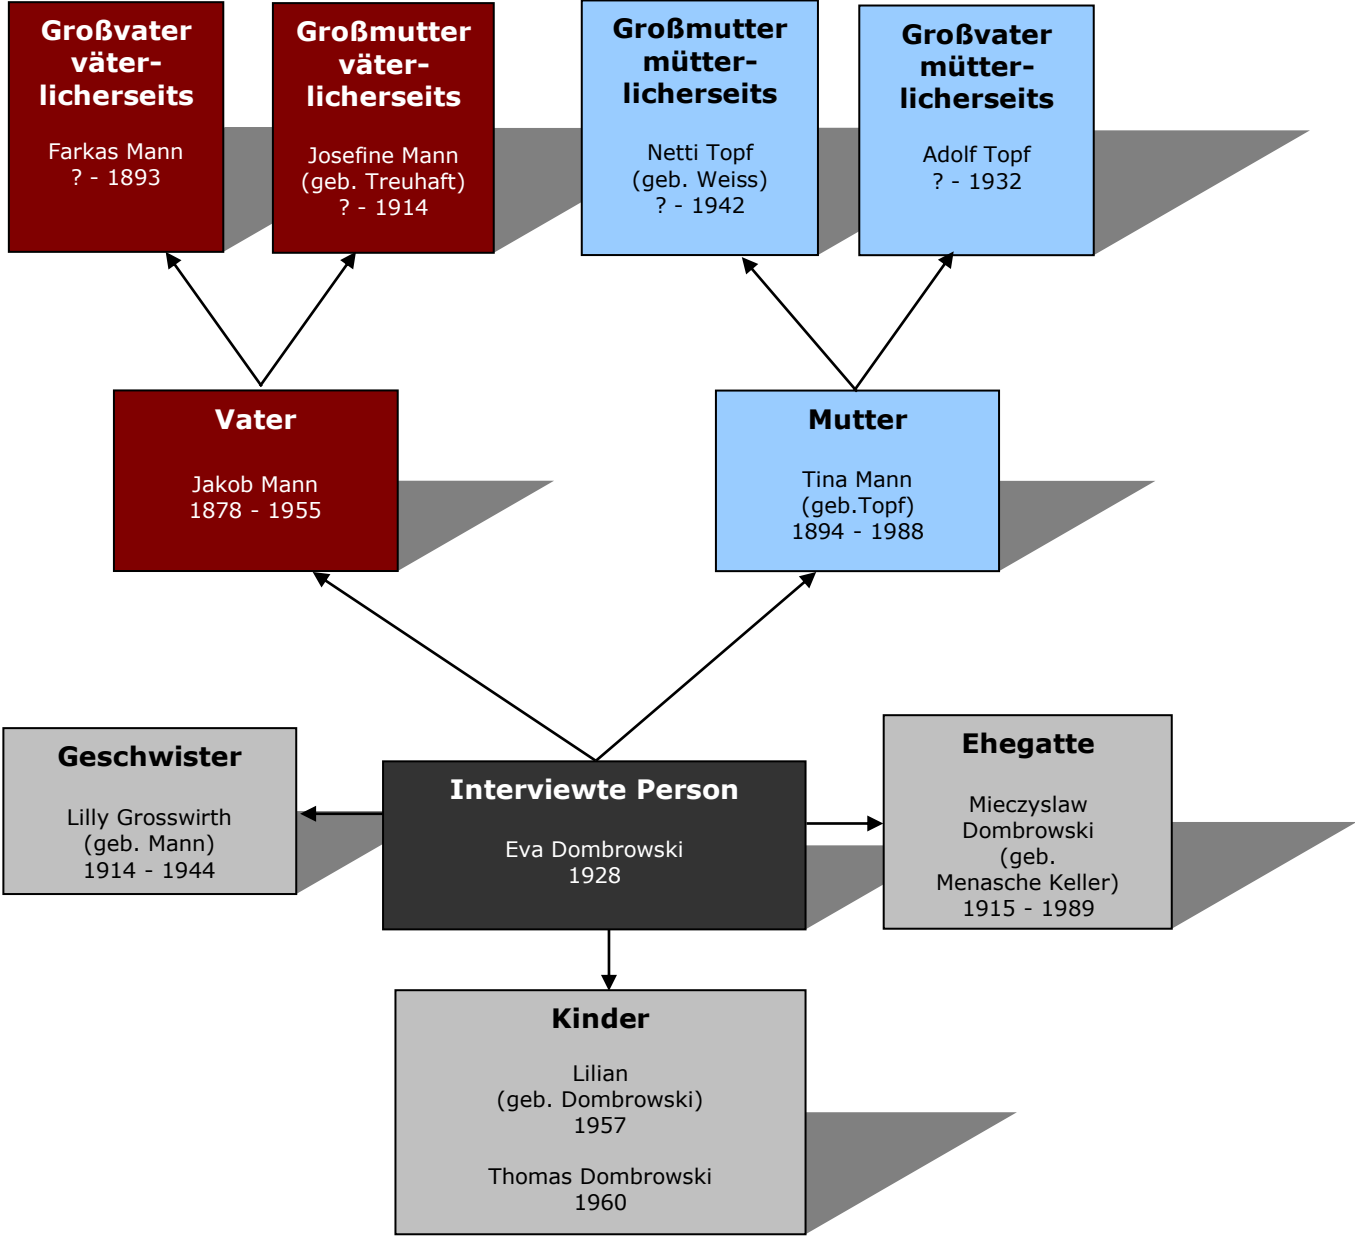 Großvater
väter-
licherseits
Farkas Mann
? - 1893
Großmutter
väter-
licherseits
Josefine Mann
(geb. Treuhaft)
? - 1914
Großmutter
mütter-
licherseits
Netti Topf
(geb. Weiss)
? - 1942
Großvater
mütter-
licherseits
Adolf Topf
? - 1932
Vater
Jakob Mann
1878 - 1955
Mutter
Tina Mann
(geb.Topf)
1894 - 1988
Geschwister
Lilly Grosswirth
(geb. Mann)
1914 - 1944
Interviewte Person
Eva Dombrowski
1928
Ehegatte
Mieczyslaw
Dombrowski
(geb.
Menasche Keller)
1915 - 1989
Kinder
Lilian
(geb. Dombrowski)
1957
Thomas Dombrowski
1960